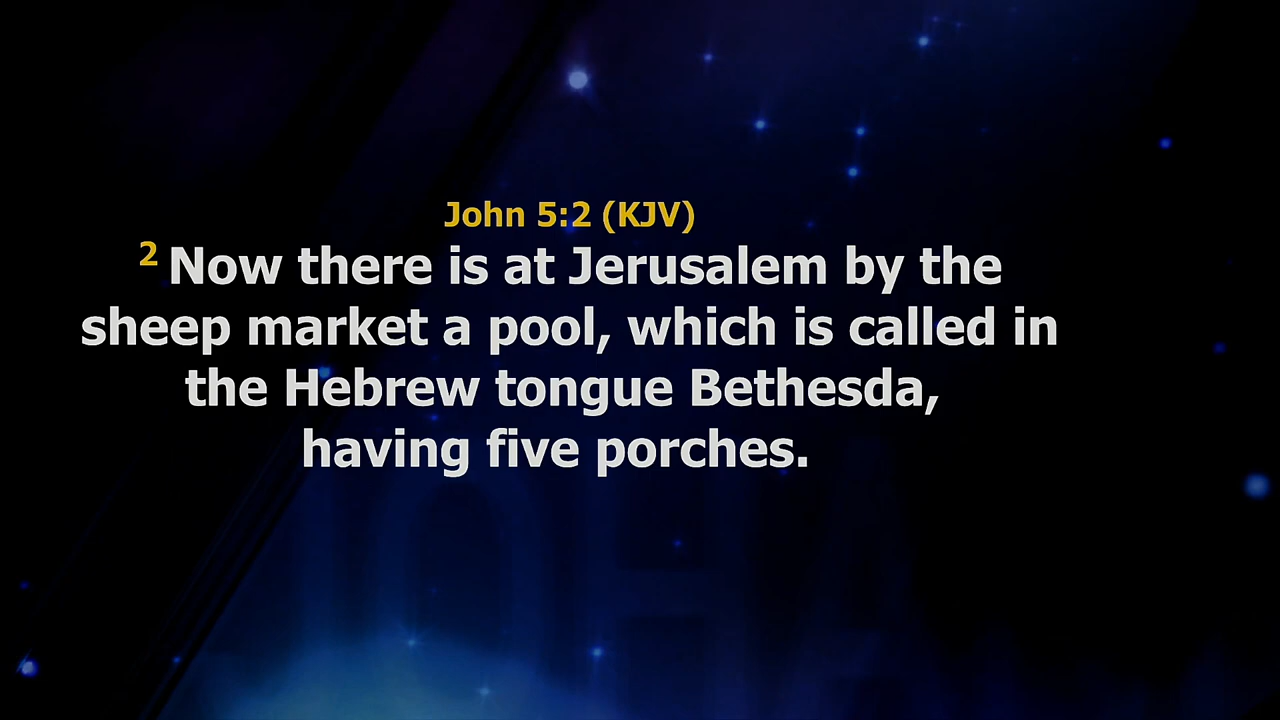 John 5:2 (KJV)
2 Now there is at Jerusalem by the
sheep market a pool, which is called in
the Hebrew tongue Bethesda,
having five porches.